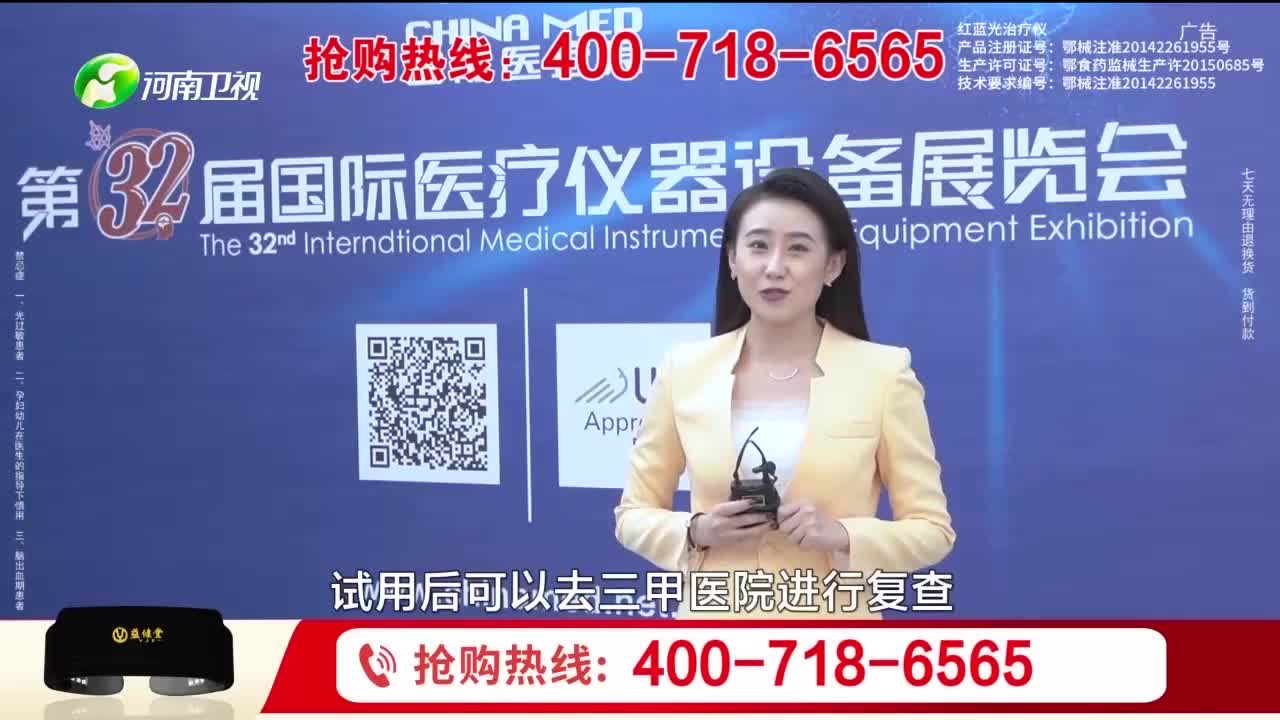 CHINA MED
抢购热线：400-718-6565
红蓝光治疗仪
广告
产品注册证号：鄂械注准20142261955号
生产许可证号：鄂食药监械生产许20150685号
技术要求编号：鄂械注准20142261955
河南卫视
第32届国际医疗仪器设备展览会
The 32nd Interndtional Medical Instrume Equipment Exhibition
七天无理由退换货 货到付款
禁忌症 一、光过敏患者 二、孕妇幼儿在医生的指导下慎用 三、脑出血期患者
U
Appro
试用后可以去三甲医院进行复查
益健堂
抢购热线：400-718-6565